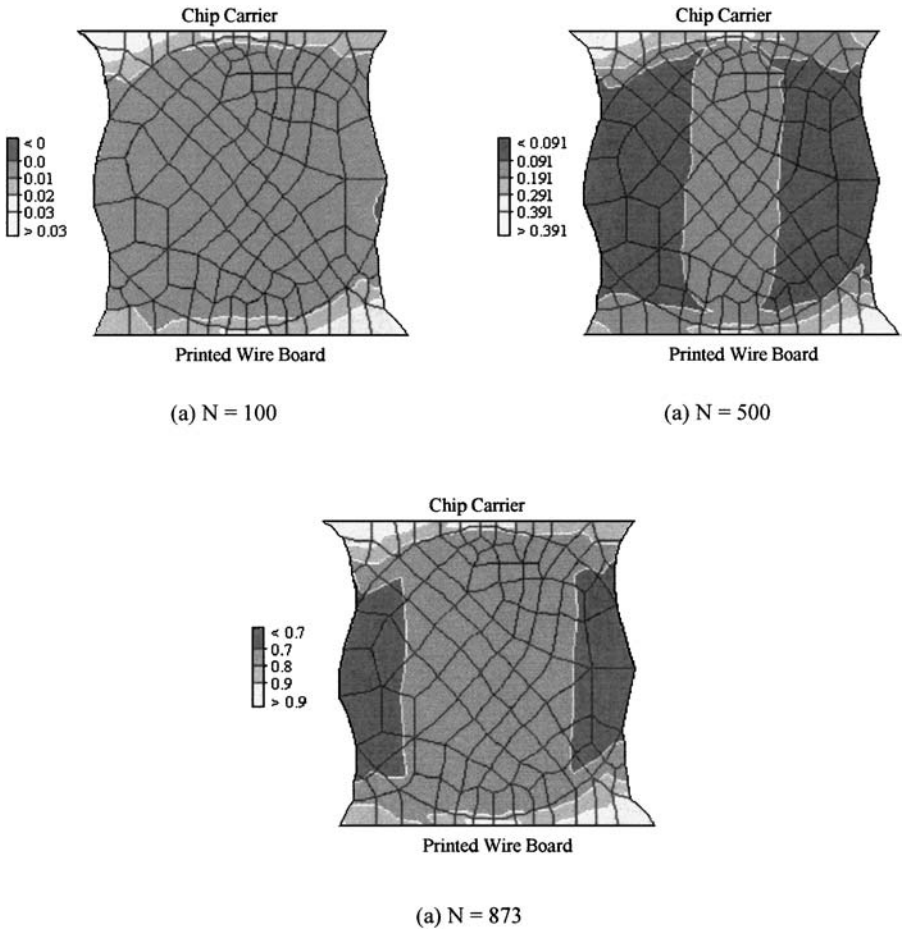 Chip Carrier
< 0
0.0
0.01
0.02
0.03
> 0.03
Printed Wire Board
(a) N = 100
Chip Carrier
< 0.091
0.091
0.191
0.291
0.391
> 0.391
Printed Wire Board
(a) N = 500
Chip Carrier
< 0.7
0.7
0.8
0.9
> 0.9
Printed Wire Board
(a) N = 873